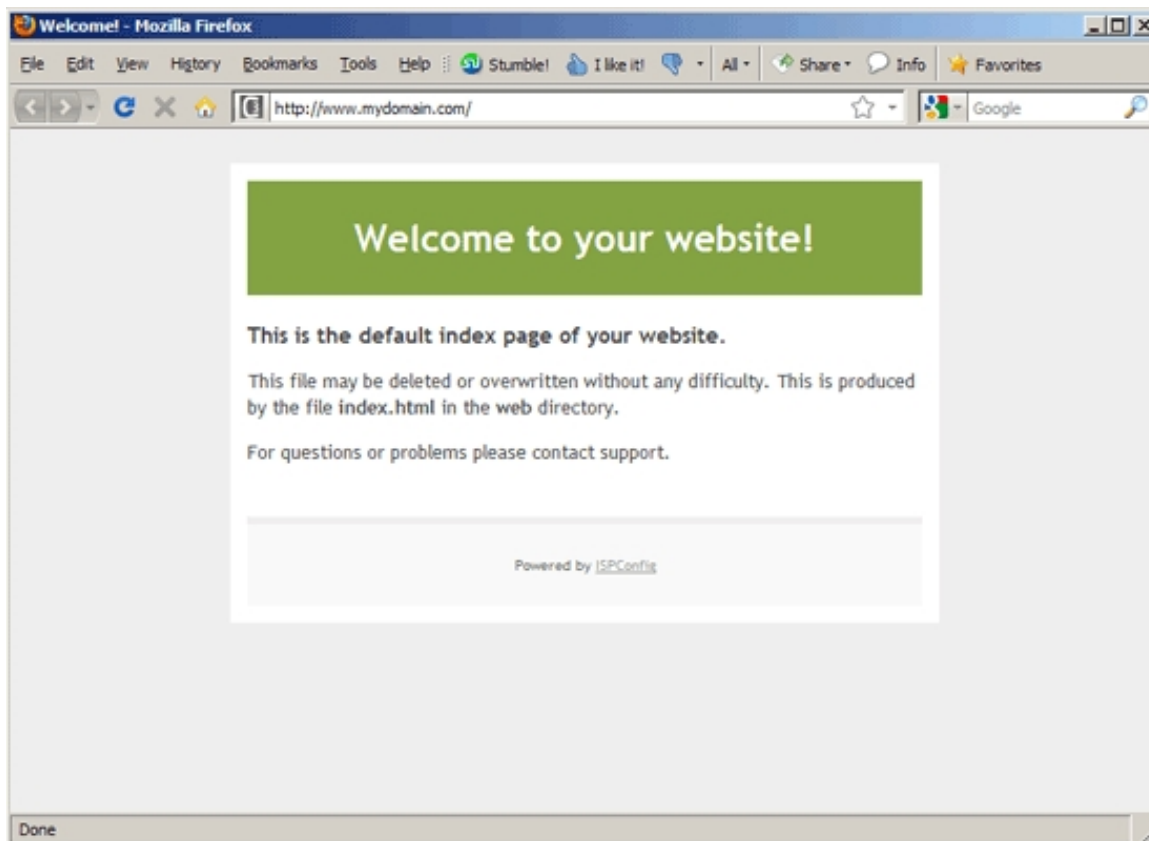 Welcome! - Mozilla Firefox
File Edit View History Bookmarks Tools Help Stumble! I like it! All Share Info Favorites
http://www.mydomain.com/ Google
Welcome to your website!
This is the default index page of your website.
This file may be deleted or overwritten without any difficulty. This is produced
by the file index.html in the web directory.
For questions or problems please contact support.
Powered by ISPConfig
Done